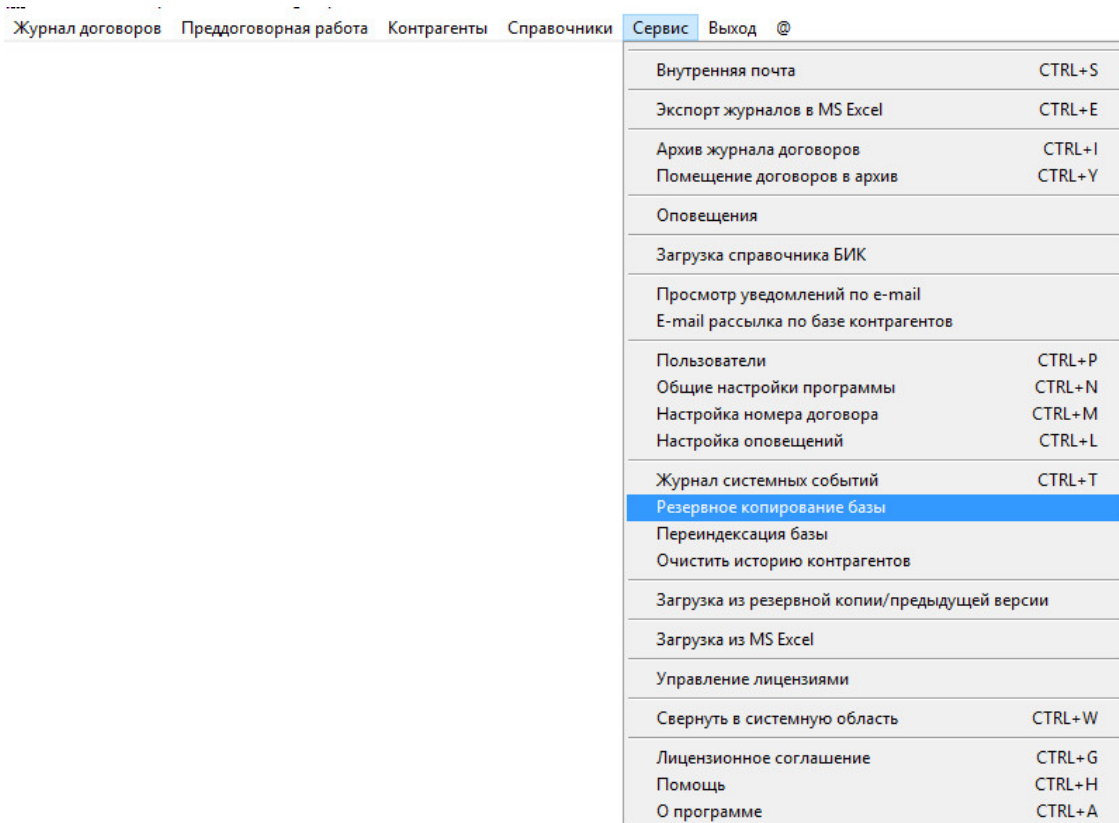 Журнал договоров Преддоговорная работа Контрагенты Справочники Сервис Выход @
Внутренняя почта CTRL+S
Экспорт журналов в MS Excel CTRL+E
Архив журнала договоров CTRL+I
Помещение договоров в архив CTRL+Y
Оповещения
Загрузка справочника БИК
Просмотр уведомлений по e-mail
E-mail рассылка по базе контрагентов
Пользователи CTRL+P
Общие настройки программы CTRL+N
Настройка номера договора CTRL+M
Настройка оповещений CTRL+L
Журнал системных событий CTRL+T
Резервное копирование базы
Переиндексация базы
Очистить историю контрагентов
Загрузка из резервной копии/предыдущей версии
Загрузка из MS Excel
Управление лицензиями
Свернуть в системную область CTRL+W
Лицензионное соглашение CTRL+G
Помощь CTRL+H
О программе CTRL+A